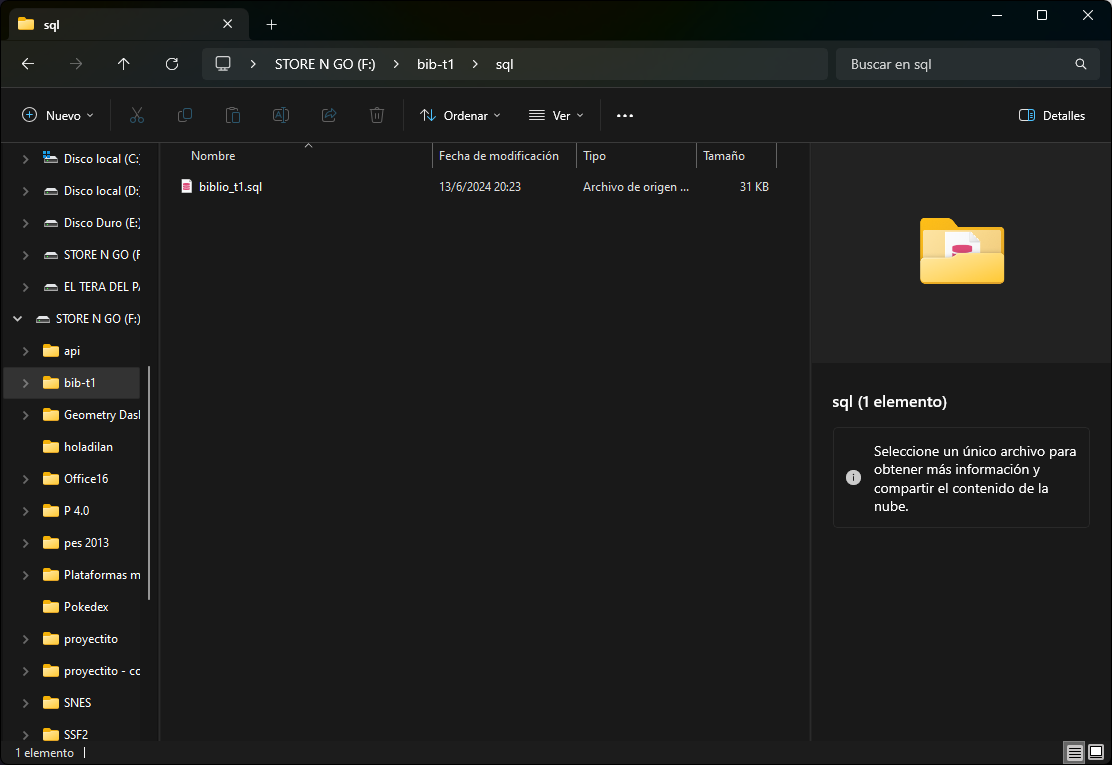 sql
STORE N GO (F:) bib-t1 sql
Buscar en sql
Nuevo Ordenar Ver Detalles
Nombre Fecha de modificación Tipo Tamaño
biblio_t1.sql 13/6/2024 20:23 Archivo de origen ... 31 KB
Disco local (C:)
Disco local (D:
Disco Duro (E:)
STORE N GO (F
EL TERA DEL PA
STORE N GO (F:)
api
bib-t1
Geometry Dash
holadilan
Office16
P 4.0
pes 2013
Plataformas m
Pokedex
proyectito
proyectito - co
SNES
SSF2
sql (1 elemento)
Seleccione un único archivo para
obtener más información y
compartir el contenido de la
nube.
1 elemento